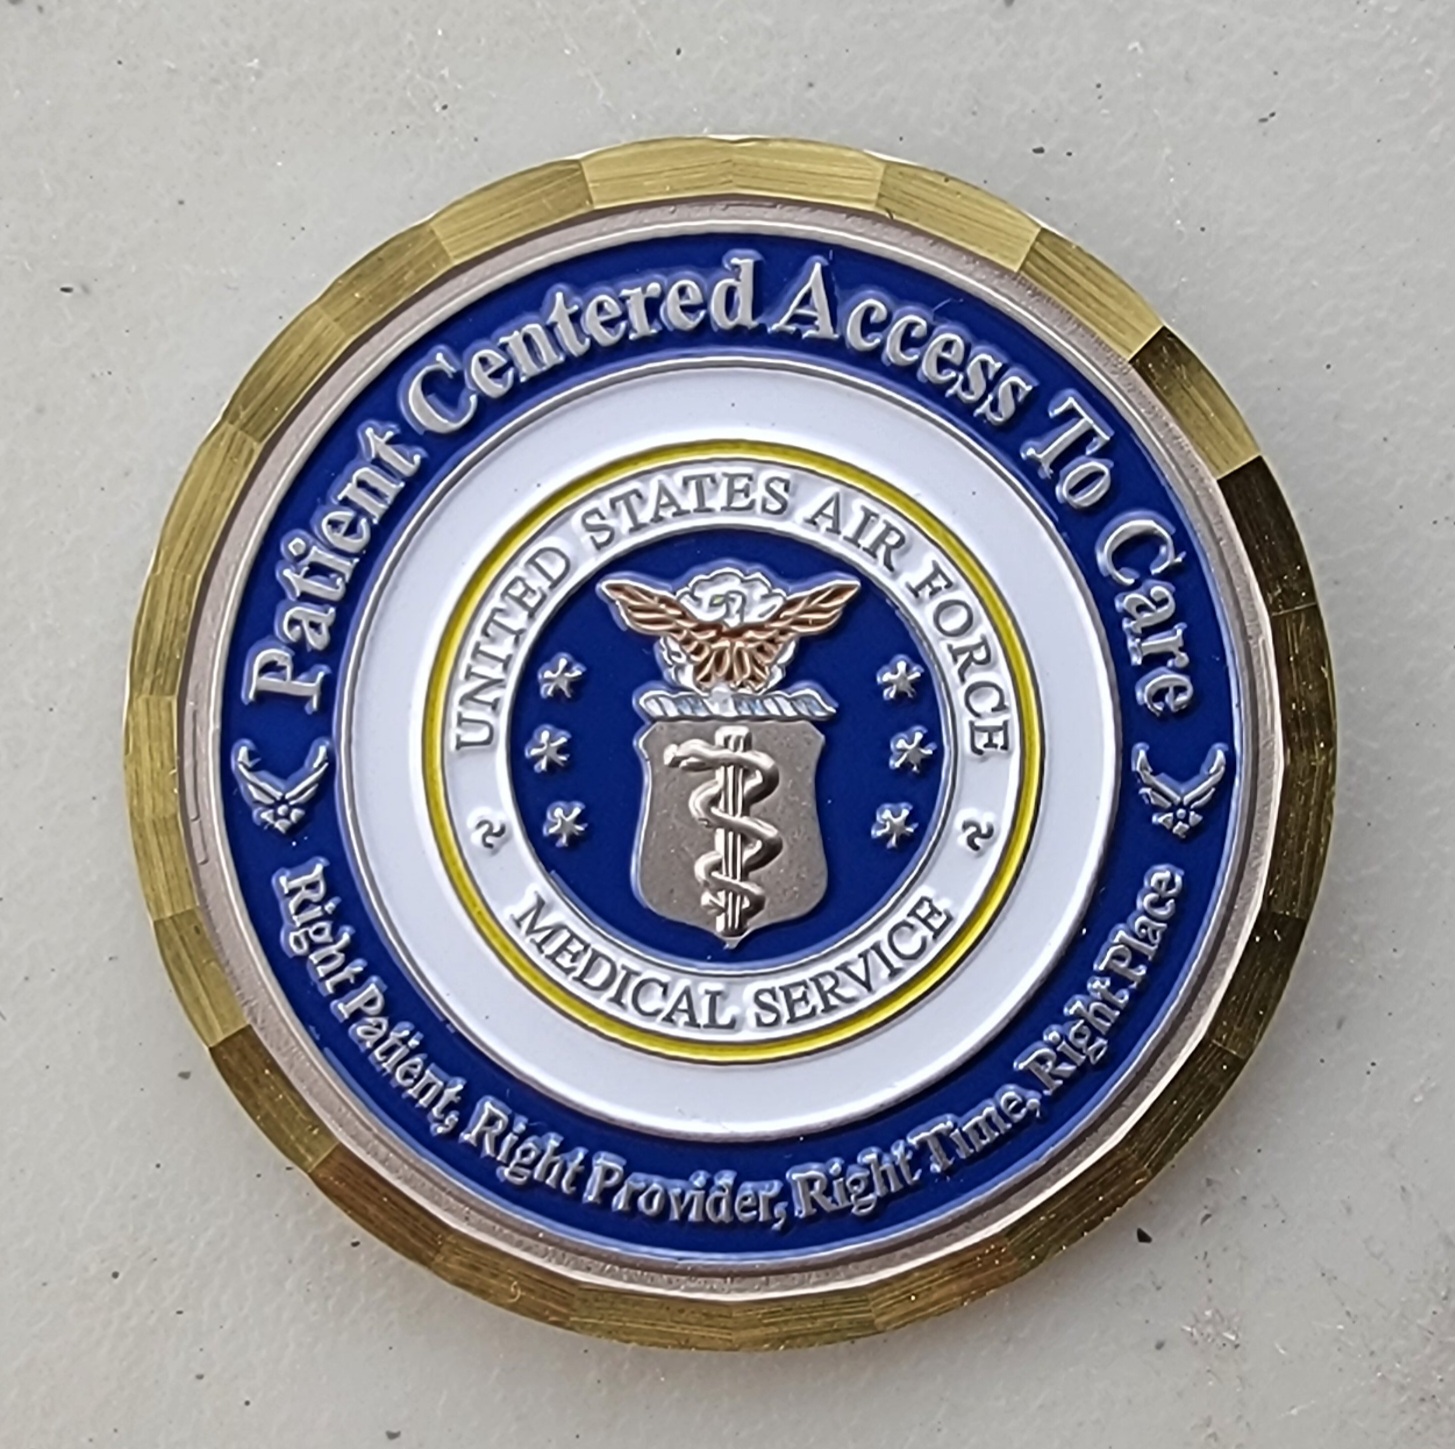 Patient Centered Access To Care
UNITED STATES AIR FORCE
MEDICAL SERVICE
Right Patient, Right Provider, Right Time, Right Place